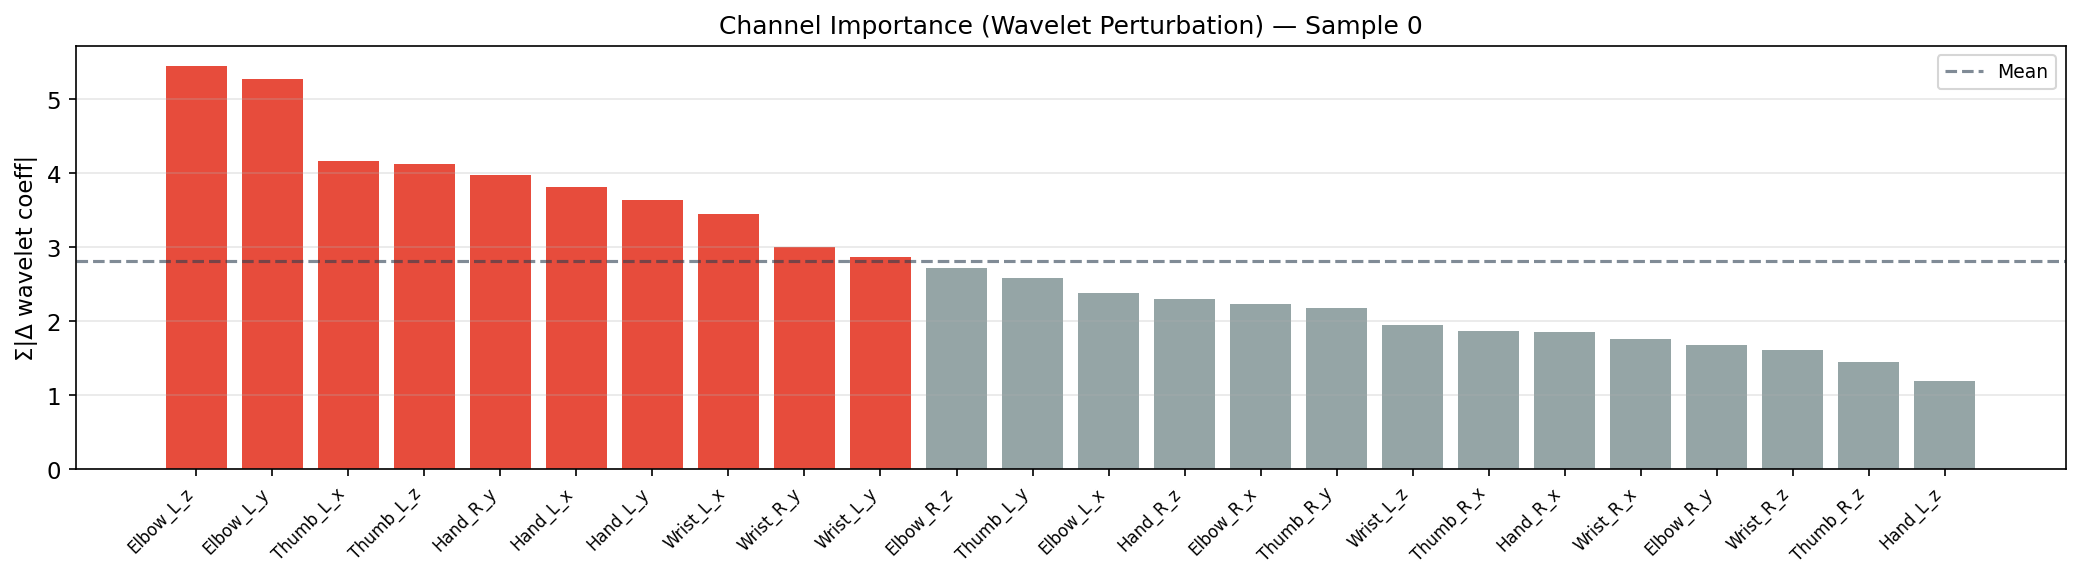 Channel Importance (Wavelet Perturbation) — Sample 0
Mean
Σ|Δ wavelet coeff|
5
4
3
2
1
0
Elbow_L_z
Elbow_L_y
Thumb_L_x
Thumb_L_z
Hand_R_y
Hand_L_x
Hand_L_y
Wrist_L_x
Wrist_R_y
Wrist_L_y
Elbow_R_z
Thumb_L_y
Elbow_L_x
Hand_R_z
Elbow_R_x
Thumb_R_y
Wrist_L_z
Thumb_R_x
Hand_R_x
Wrist_R_x
Elbow_R_y
Wrist_R_z
Thumb_R_z
Hand_L_z